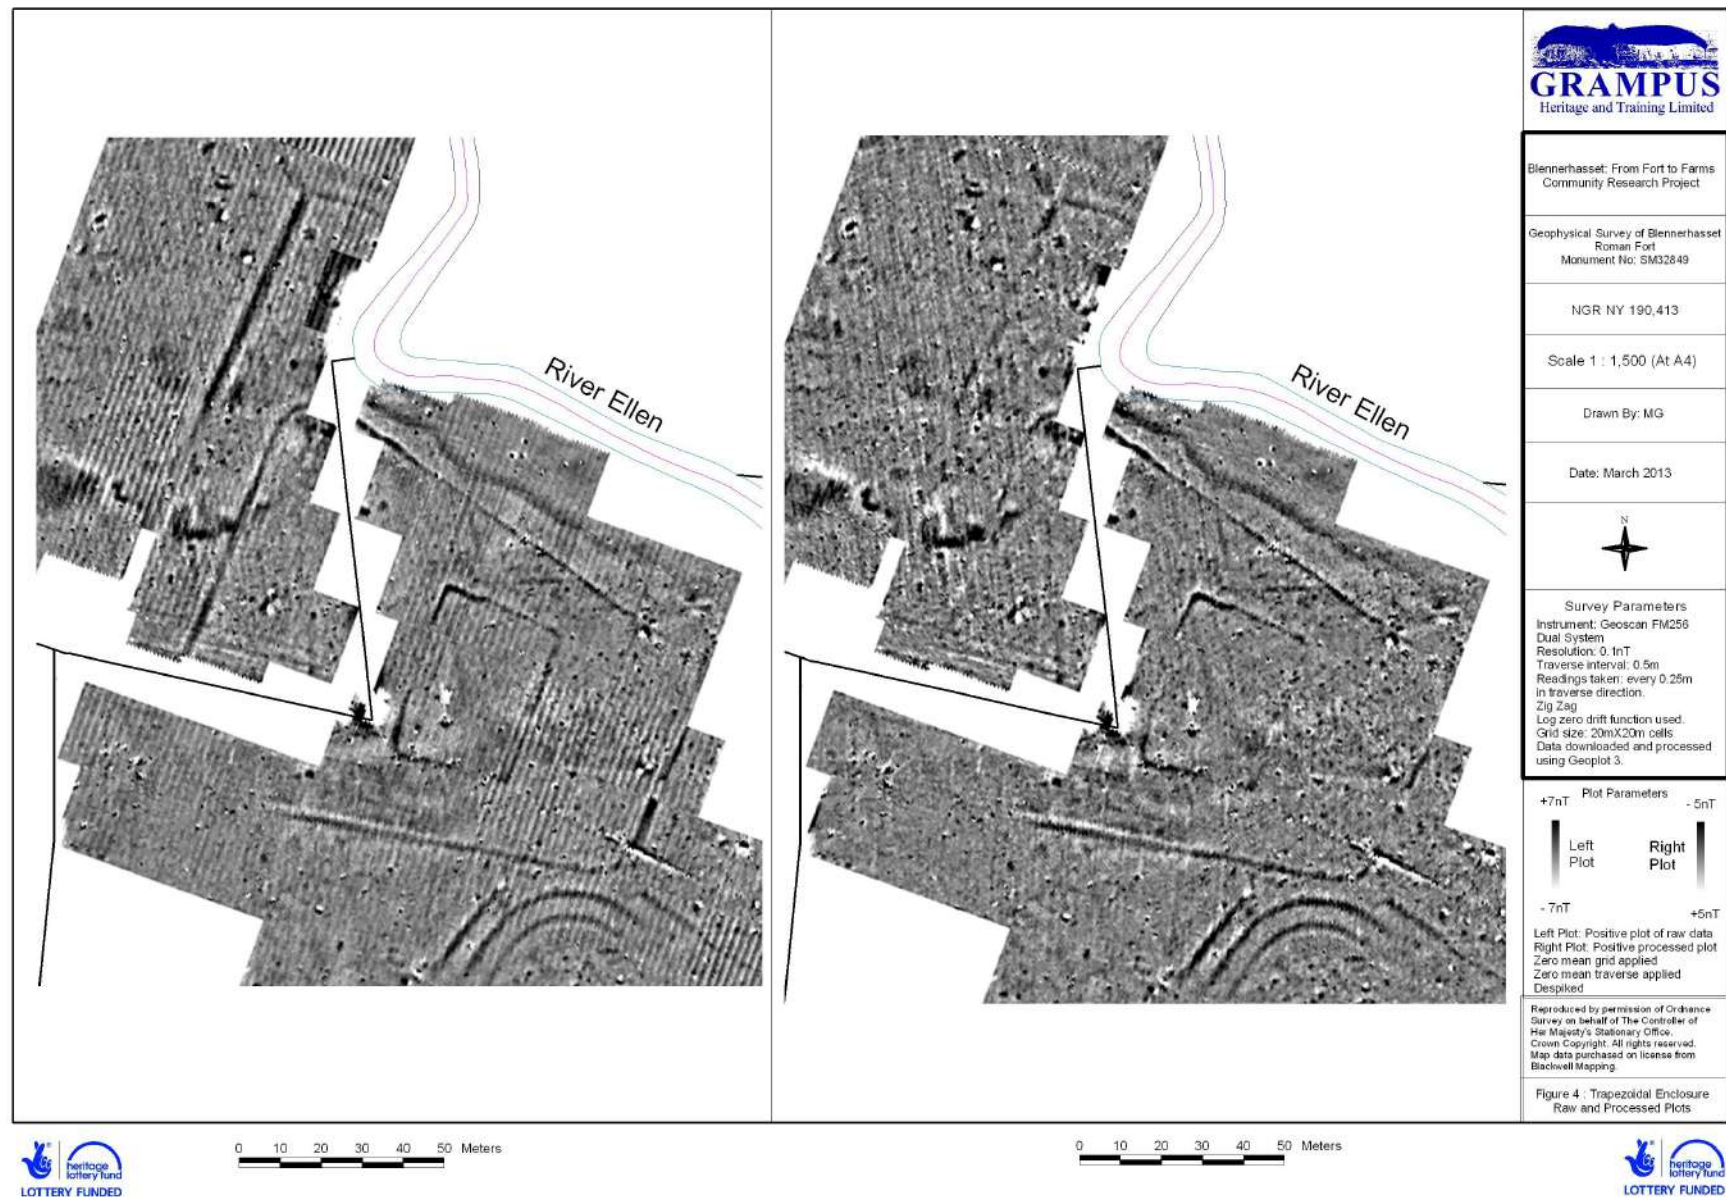 GRAMPUS
Heritage and Training Limited
Blennerhasset: From Fort to Farms
Community Research Project
Geophysical Survey of Blennerhasset
Roman Fort
Monument No: SM32849
NGR NY 190,413
Scale 1 : 1,500 (At A4)
Drawn By: MG
Date: March 2013
N
Survey Parameters
Instrument: Geoscan FM256
Dual System
Resolution: 0.1nT
Traverse interval: 0.5m
Readings taken: every 0.25m
in traverse direction.
Zig Zag
Log zero drift function used.
Grid size: 20mX20m cells
Data downloaded and processed
using Geoplot 3.
Plot Parameters
+7nT - 5nT
Left Plot
Right Plot
- 7nT +5nT
Left Plot: Positive plot of raw data
Right Plot: Positive processed plot
Zero mean grid applied
Zero mean traverse applied
Despiked
Reproduced by permission of Ordnance
Survey on behalf of The Controller of
Her Majesty's Stationary Office.
Crown Copyright. All rights reserved.
Map data purchased on license from
Blackwell Mapping.
Figure 4 : Trapezoidal Enclosure
Raw and Processed Plots
River Ellen
River Ellen
heritage
lottery fund
LOTTERY FUNDED
0 10 20 30 40 50 Meters
0 10 20 30 40 50 Meters
heritage
lottery fund
LOTTERY FUNDED